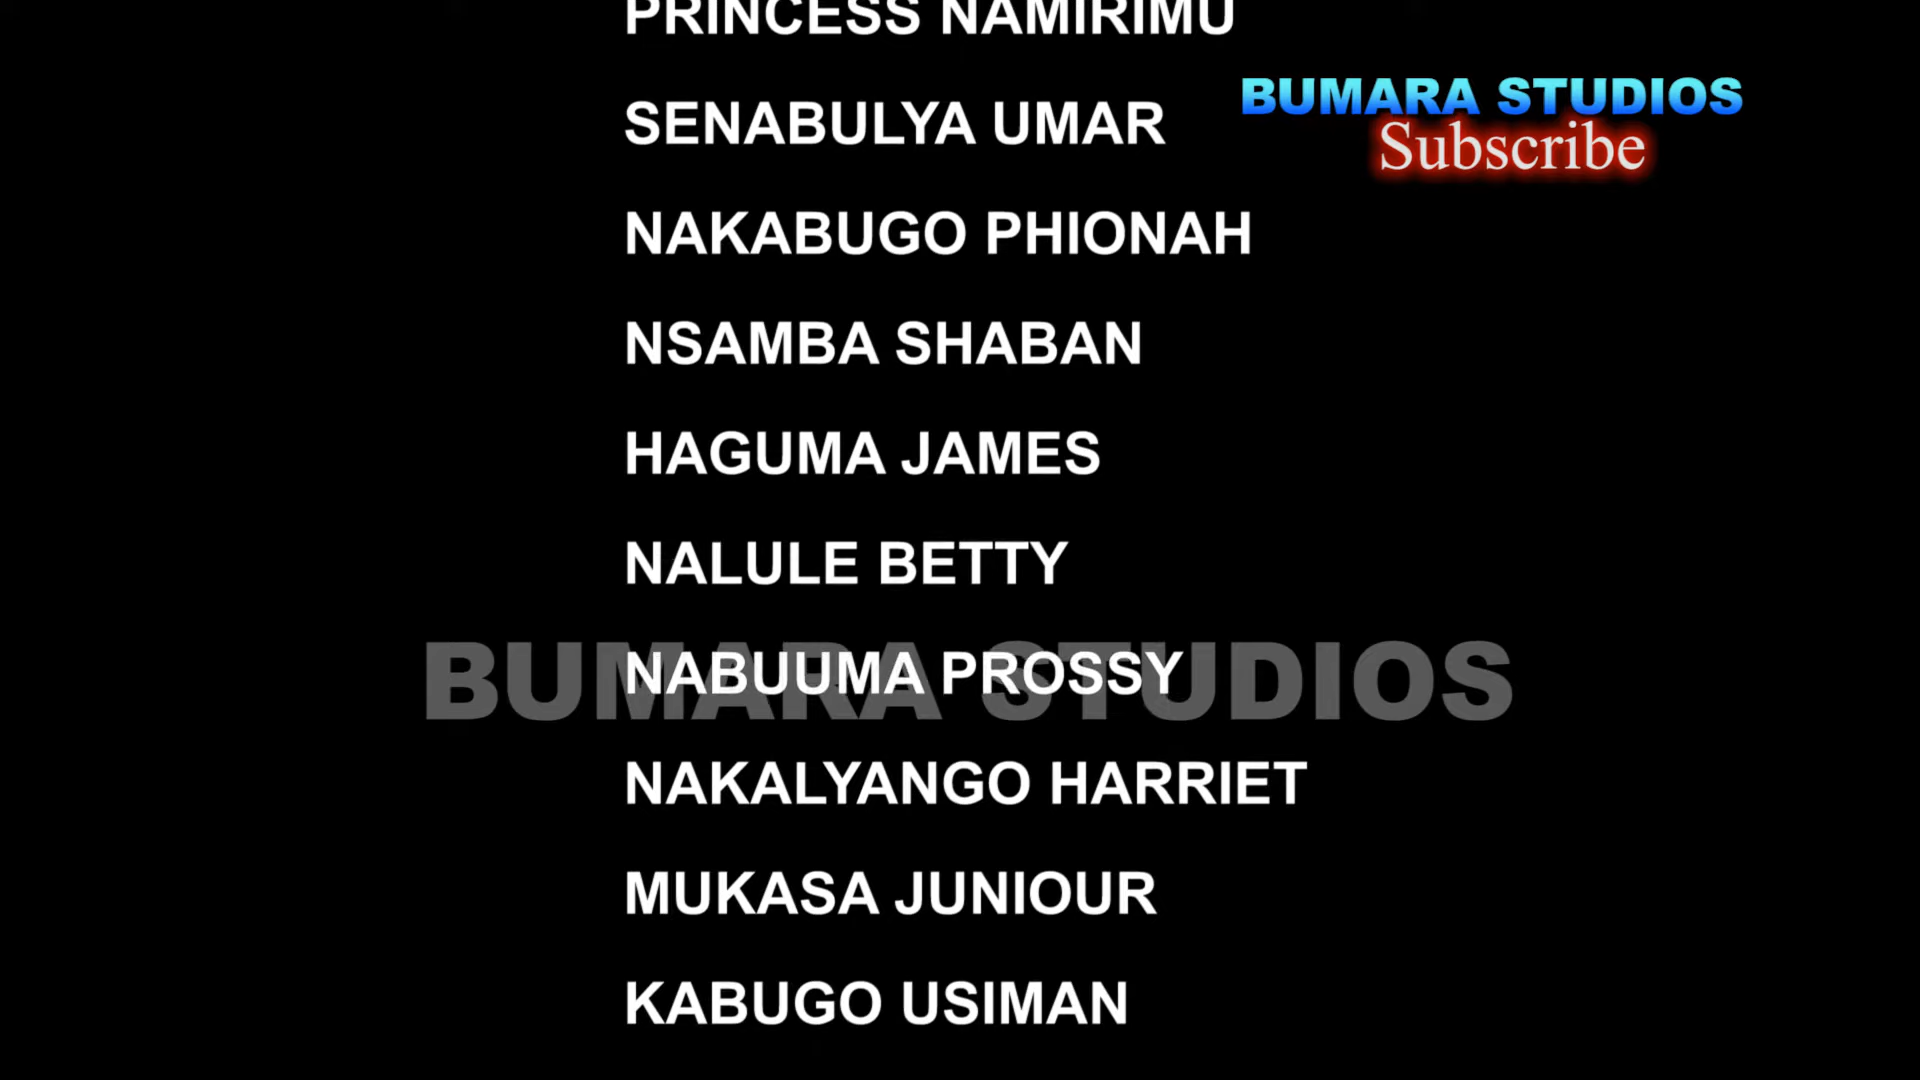 PRINCESS NAMIRIMU
BUMARA STUDIOS
Subscribe
SENABULYA UMAR
NAKABUGO PHIONAH
NSAMBA SHABAN
HAGUMA JAMES
NALULE BETTY
BUMARA STUDIOS
NABUUMA PROSSY
NAKALYANGO HARRIET
MUKASA JUNIOUR
KABUGO USIMAN